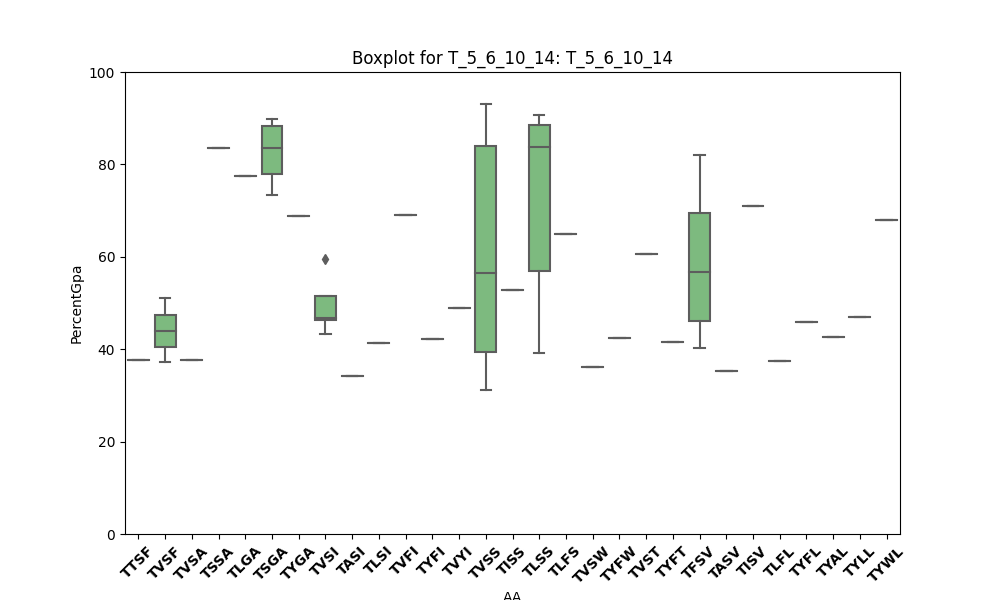 Boxplot for T_5_6_10_14: T_5_6_10_14
100
80
60
40
20
0
PercentGpa
TTSF
TVSF
TVSA
TSSA
TLGA
TSGA
TYGA
TVSI
TASI
TLSI
TVFI
TYFI
TVYI
TVSS
TISS
TLSS
TLFS
TVSW
TYFW
TVST
TYFT
TFSV
TASV
TISV
TLFL
TYFL
TYAL
TYLL
TYWL
AA